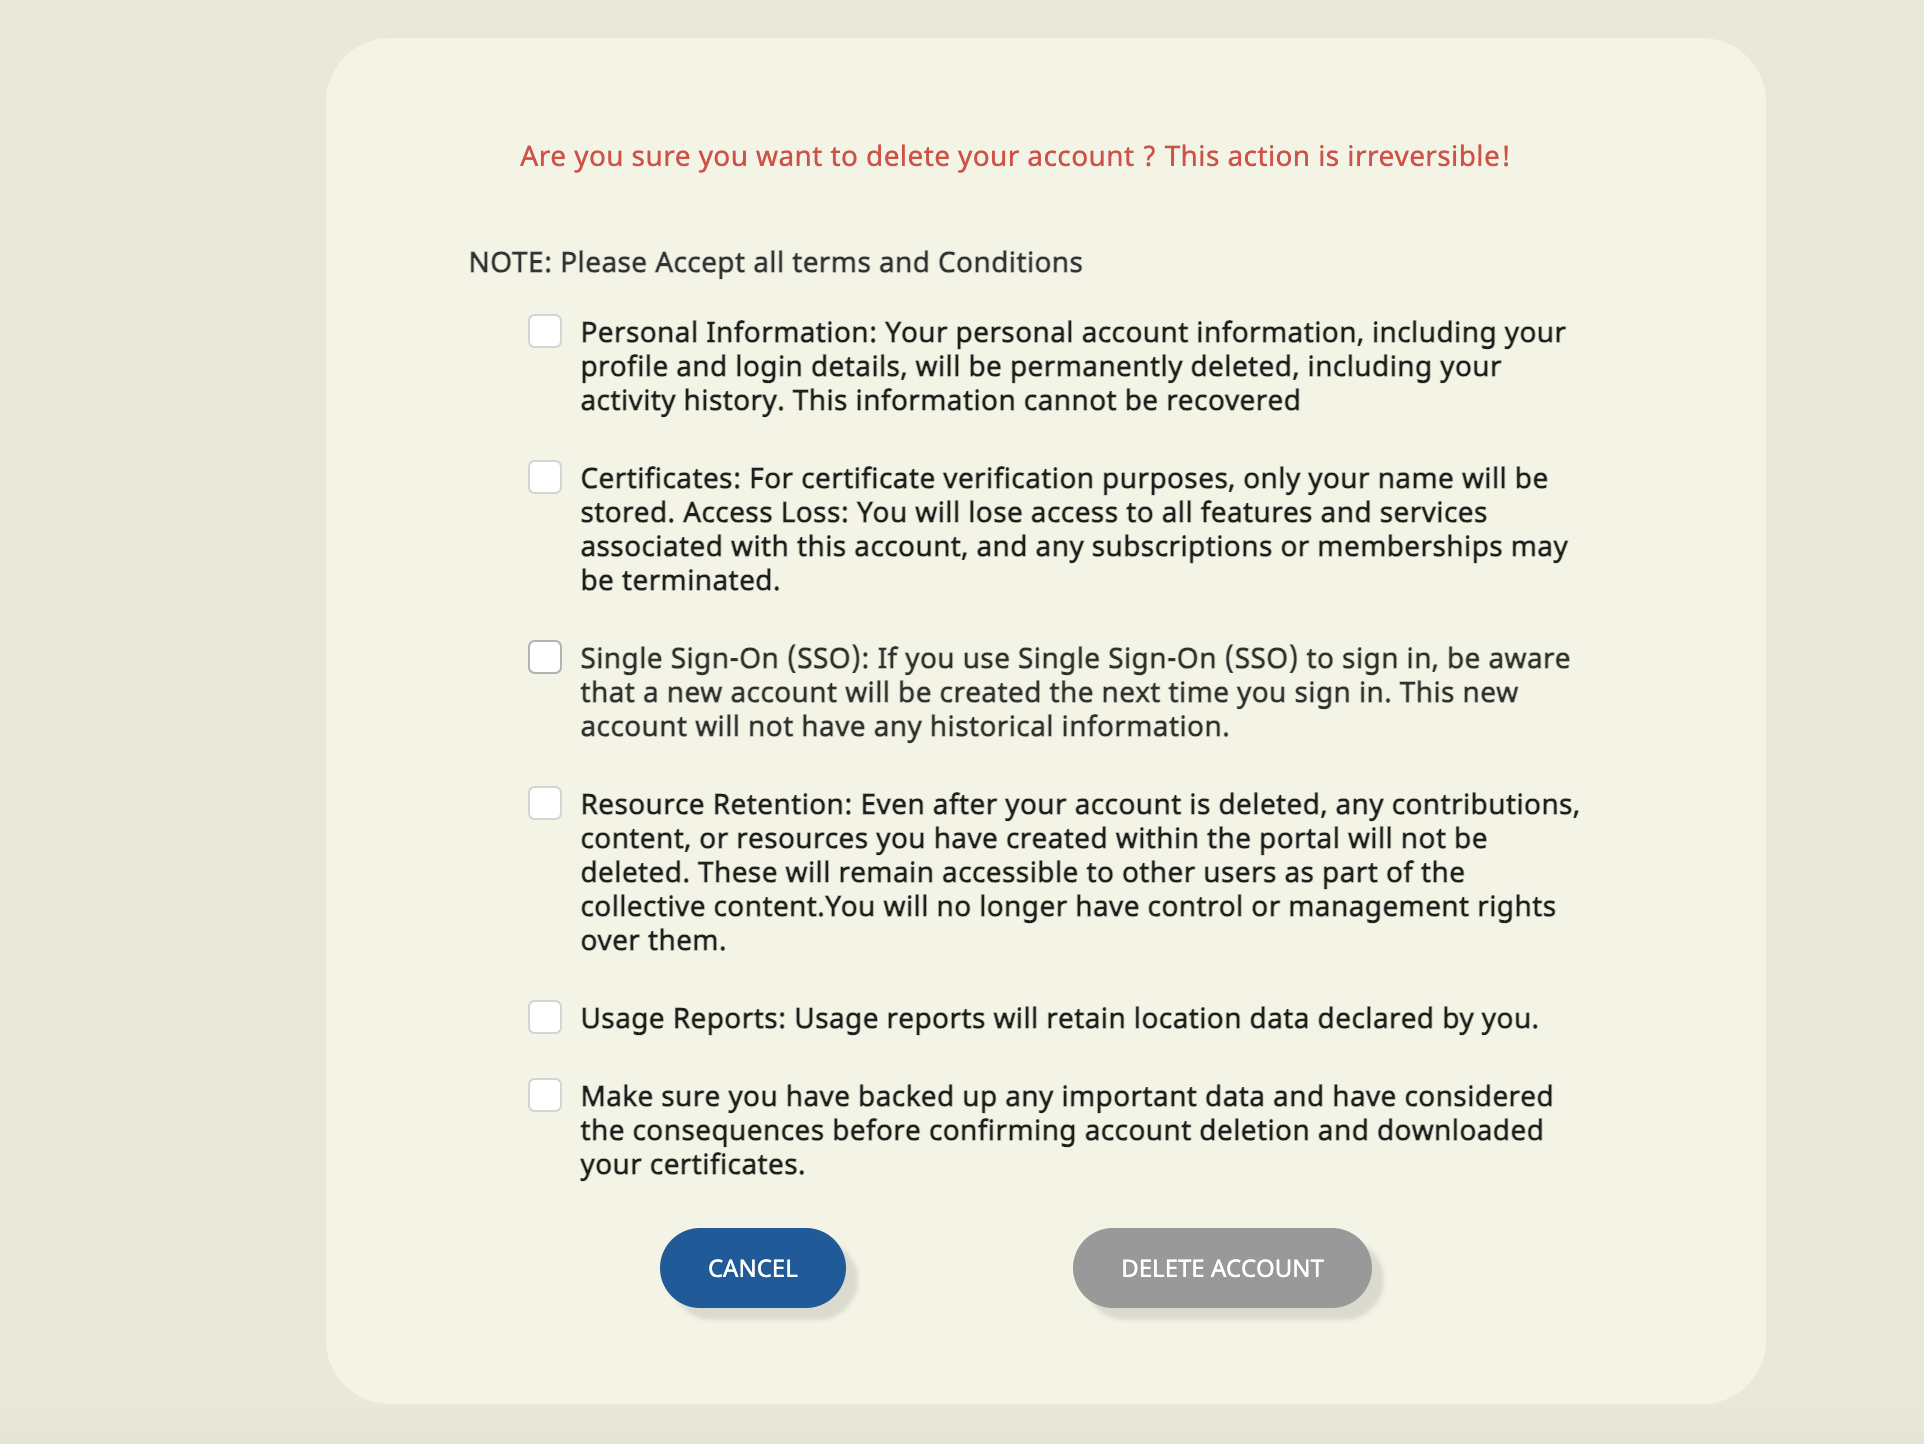 Are you sure you want to delete your account ? This action is irreversible!
NOTE: Please Accept all terms and Conditions
Personal Information: Your personal account information, including your
profile and login details, will be permanently deleted, including your
activity history. This information cannot be recovered
Certificates: For certificate verification purposes, only your name will be
stored. Access Loss: You will lose access to all features and services
associated with this account, and any subscriptions or memberships may
be terminated.
Single Sign-On (SSO): If you use Single Sign-On (SSO) to sign in, be aware
that a new account will be created the next time you sign in. This new
account will not have any historical information.
Resource Retention: Even after your account is deleted, any contributions,
content, or resources you have created within the portal will not be
deleted. These will remain accessible to other users as part of the
collective content.You will no longer have control or management rights
over them.
Usage Reports: Usage reports will retain location data declared by you.
Make sure you have backed up any important data and have considered
the consequences before confirming account deletion and downloaded
your certificates.
CANCEL
DELETE ACCOUNT